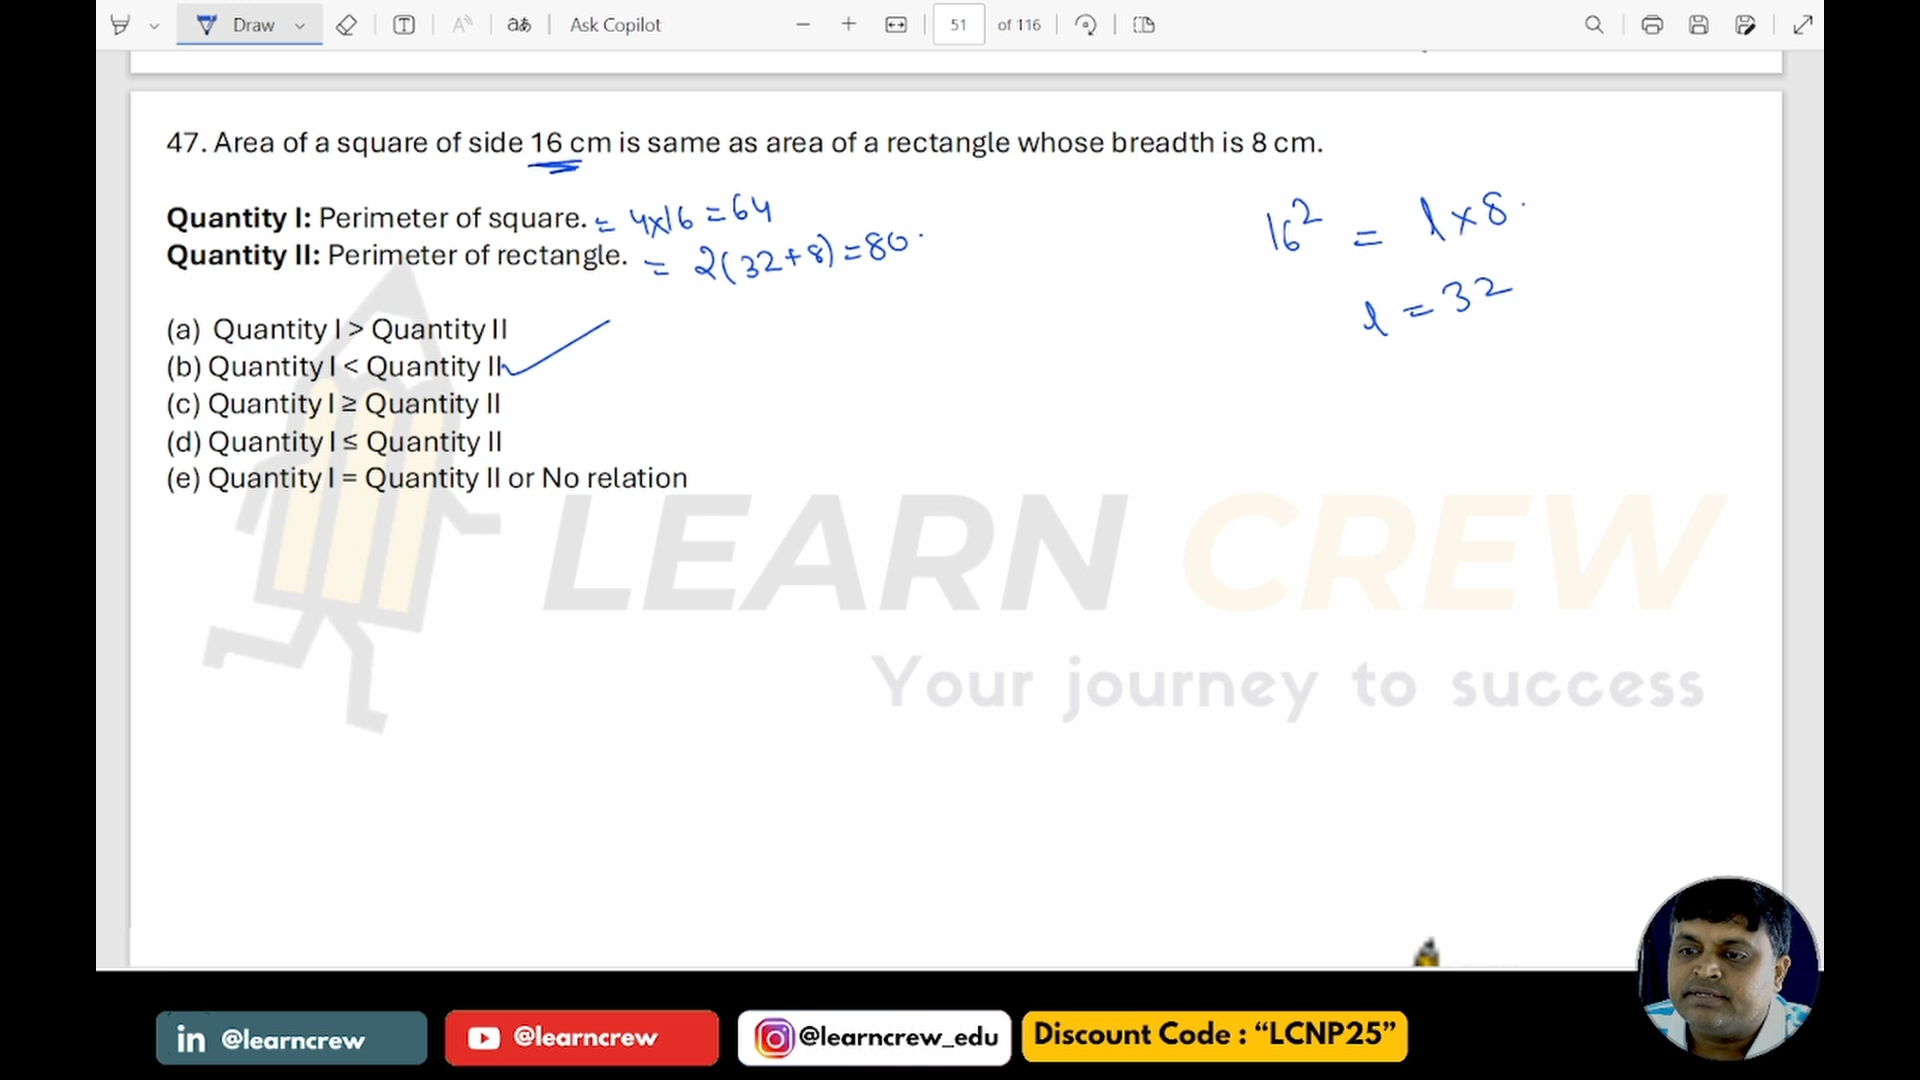 Draw Ask Copilot 51 of 116
47. Area of a square of side 16 cm is same as area of a rectangle whose breadth is 8 cm.
Quantity I: Perimeter of square. = 4x16 = 64
Quantity II: Perimeter of rectangle. = 2(32+8) = 80.
16² = l x 8.
l = 32
(a) Quantity I > Quantity II
(b) Quantity I < Quantity II
(c) Quantity I ≥ Quantity II
(d) Quantity I ≤ Quantity II
(e) Quantity I = Quantity II or No relation
LEARN CREW
Your journey to success
in @learncrew @learncrew @learncrew_edu Discount Code : “LCNP25”